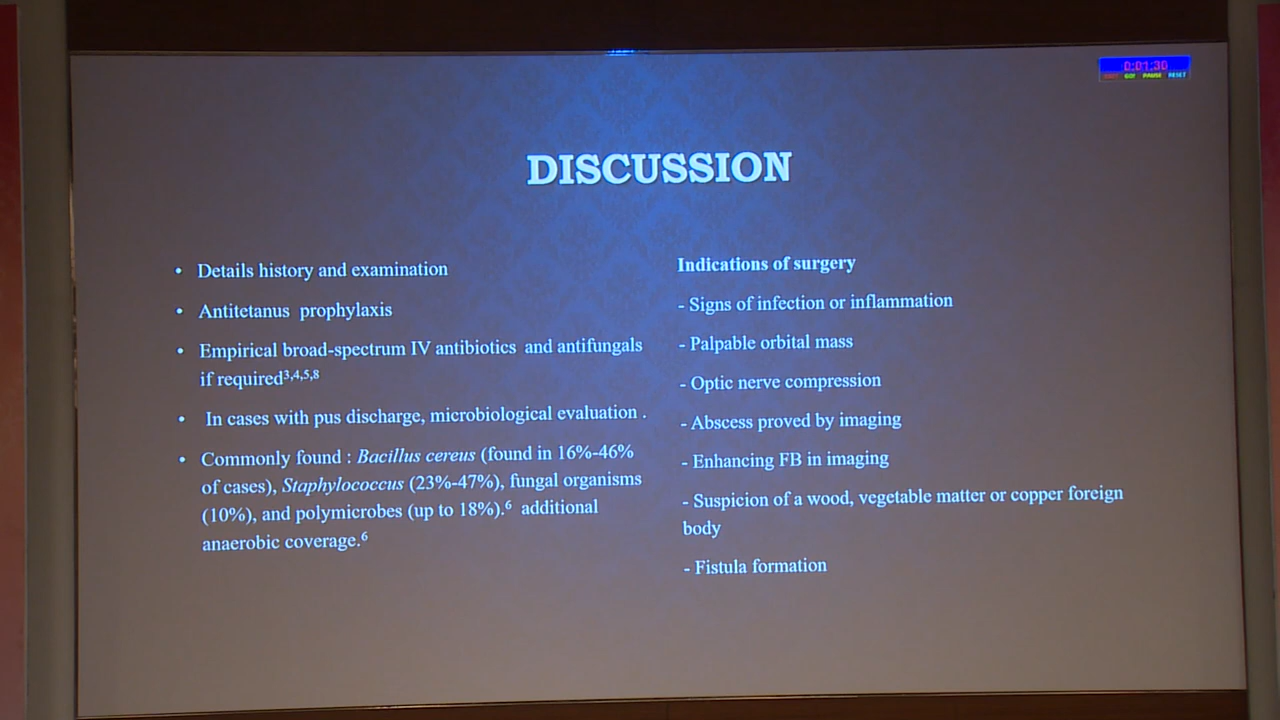 0:01:30
GO! PAUSE RESET
DISCUSSION
• Details history and examination
• Antitetanus prophylaxis
• Empirical broad-spectrum IV antibiotics and antifungals
if required3,4,5,8
• In cases with pus discharge, microbiological evaluation .
• Commonly found : Bacillus cereus (found in 16%-46%
of cases), Staphylococcus (23%-47%), fungal organisms
(10%), and polymicrobes (up to 18%).6 additional
anaerobic coverage.6
Indications of surgery
- Signs of infection or inflammation
- Palpable orbital mass
- Optic nerve compression
- Abscess proved by imaging
- Enhancing FB in imaging
- Suspicion of a wood, vegetable matter or copper foreign
body
- Fistula formation